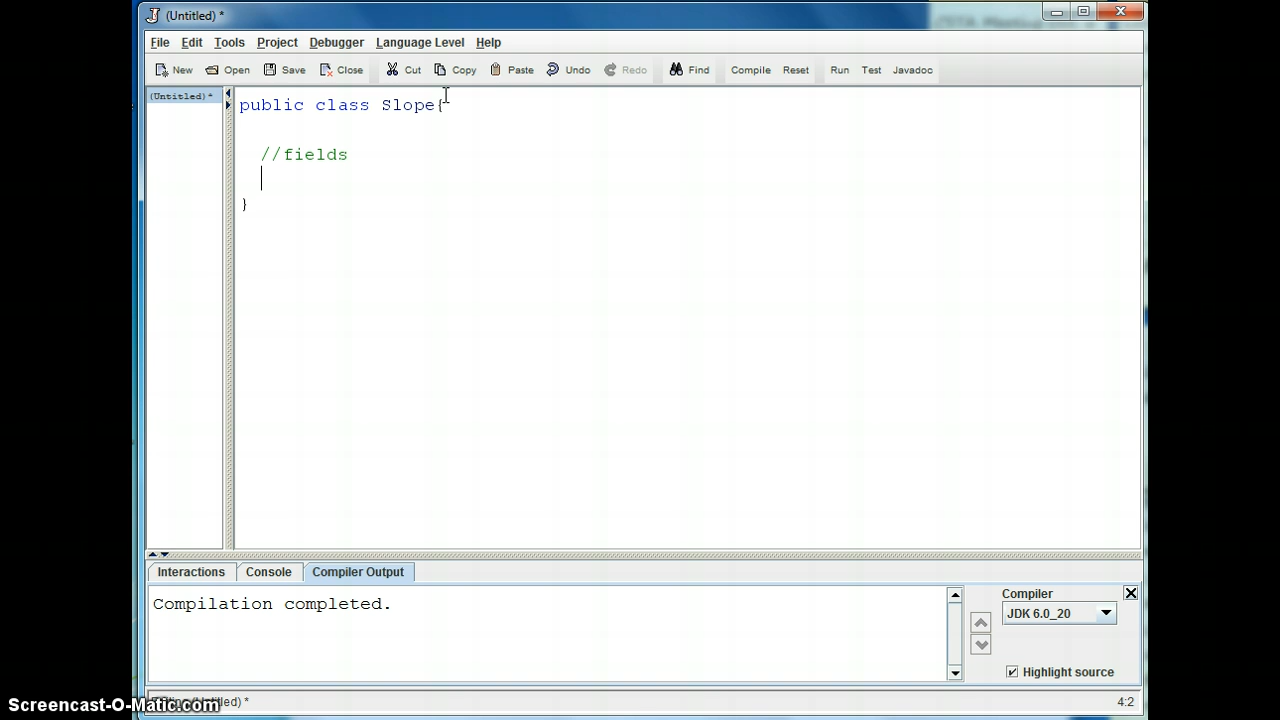 (Untitled) *
File Edit Tools Project Debugger Language Level Help
New Open Save Close Cut Copy Paste Undo Redo Find Compile Reset Run Test Javadoc
(Untitled) *
public class Slope{
//fields
}
Interactions Console Compiler Output
Compilation completed.
Compiler
JDK 6.0_20
Highlight source
Screencast-O-Matic.com
(Untitled) *
4:2